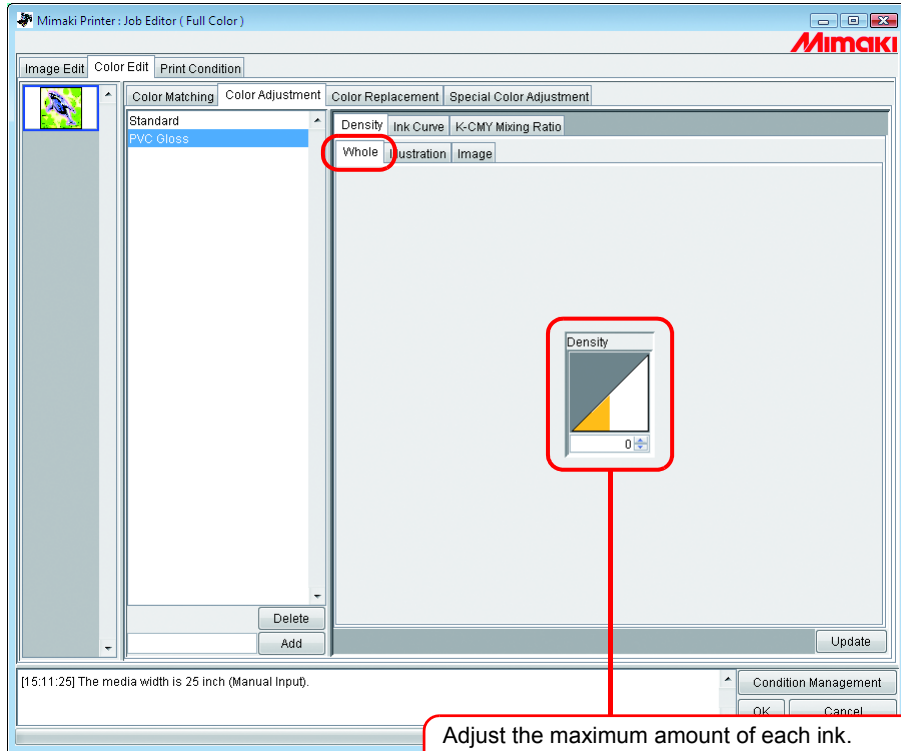 Mimaki Printer : Job Editor ( Full Color )
Mimaki
Image Edit Color Edit Print Condition
Color Matching Color Adjustment Color Replacement Special Color Adjustment
Standard
PVC Gloss
Density Ink Curve K-CMY Mixing Ratio
Whole Illustration Image
Density
0
Delete
Add
Update
[15:11:25] The media width is 25 inch (Manual Input).
Condition Management
OK Cancel
Adjust the maximum amount of each ink.